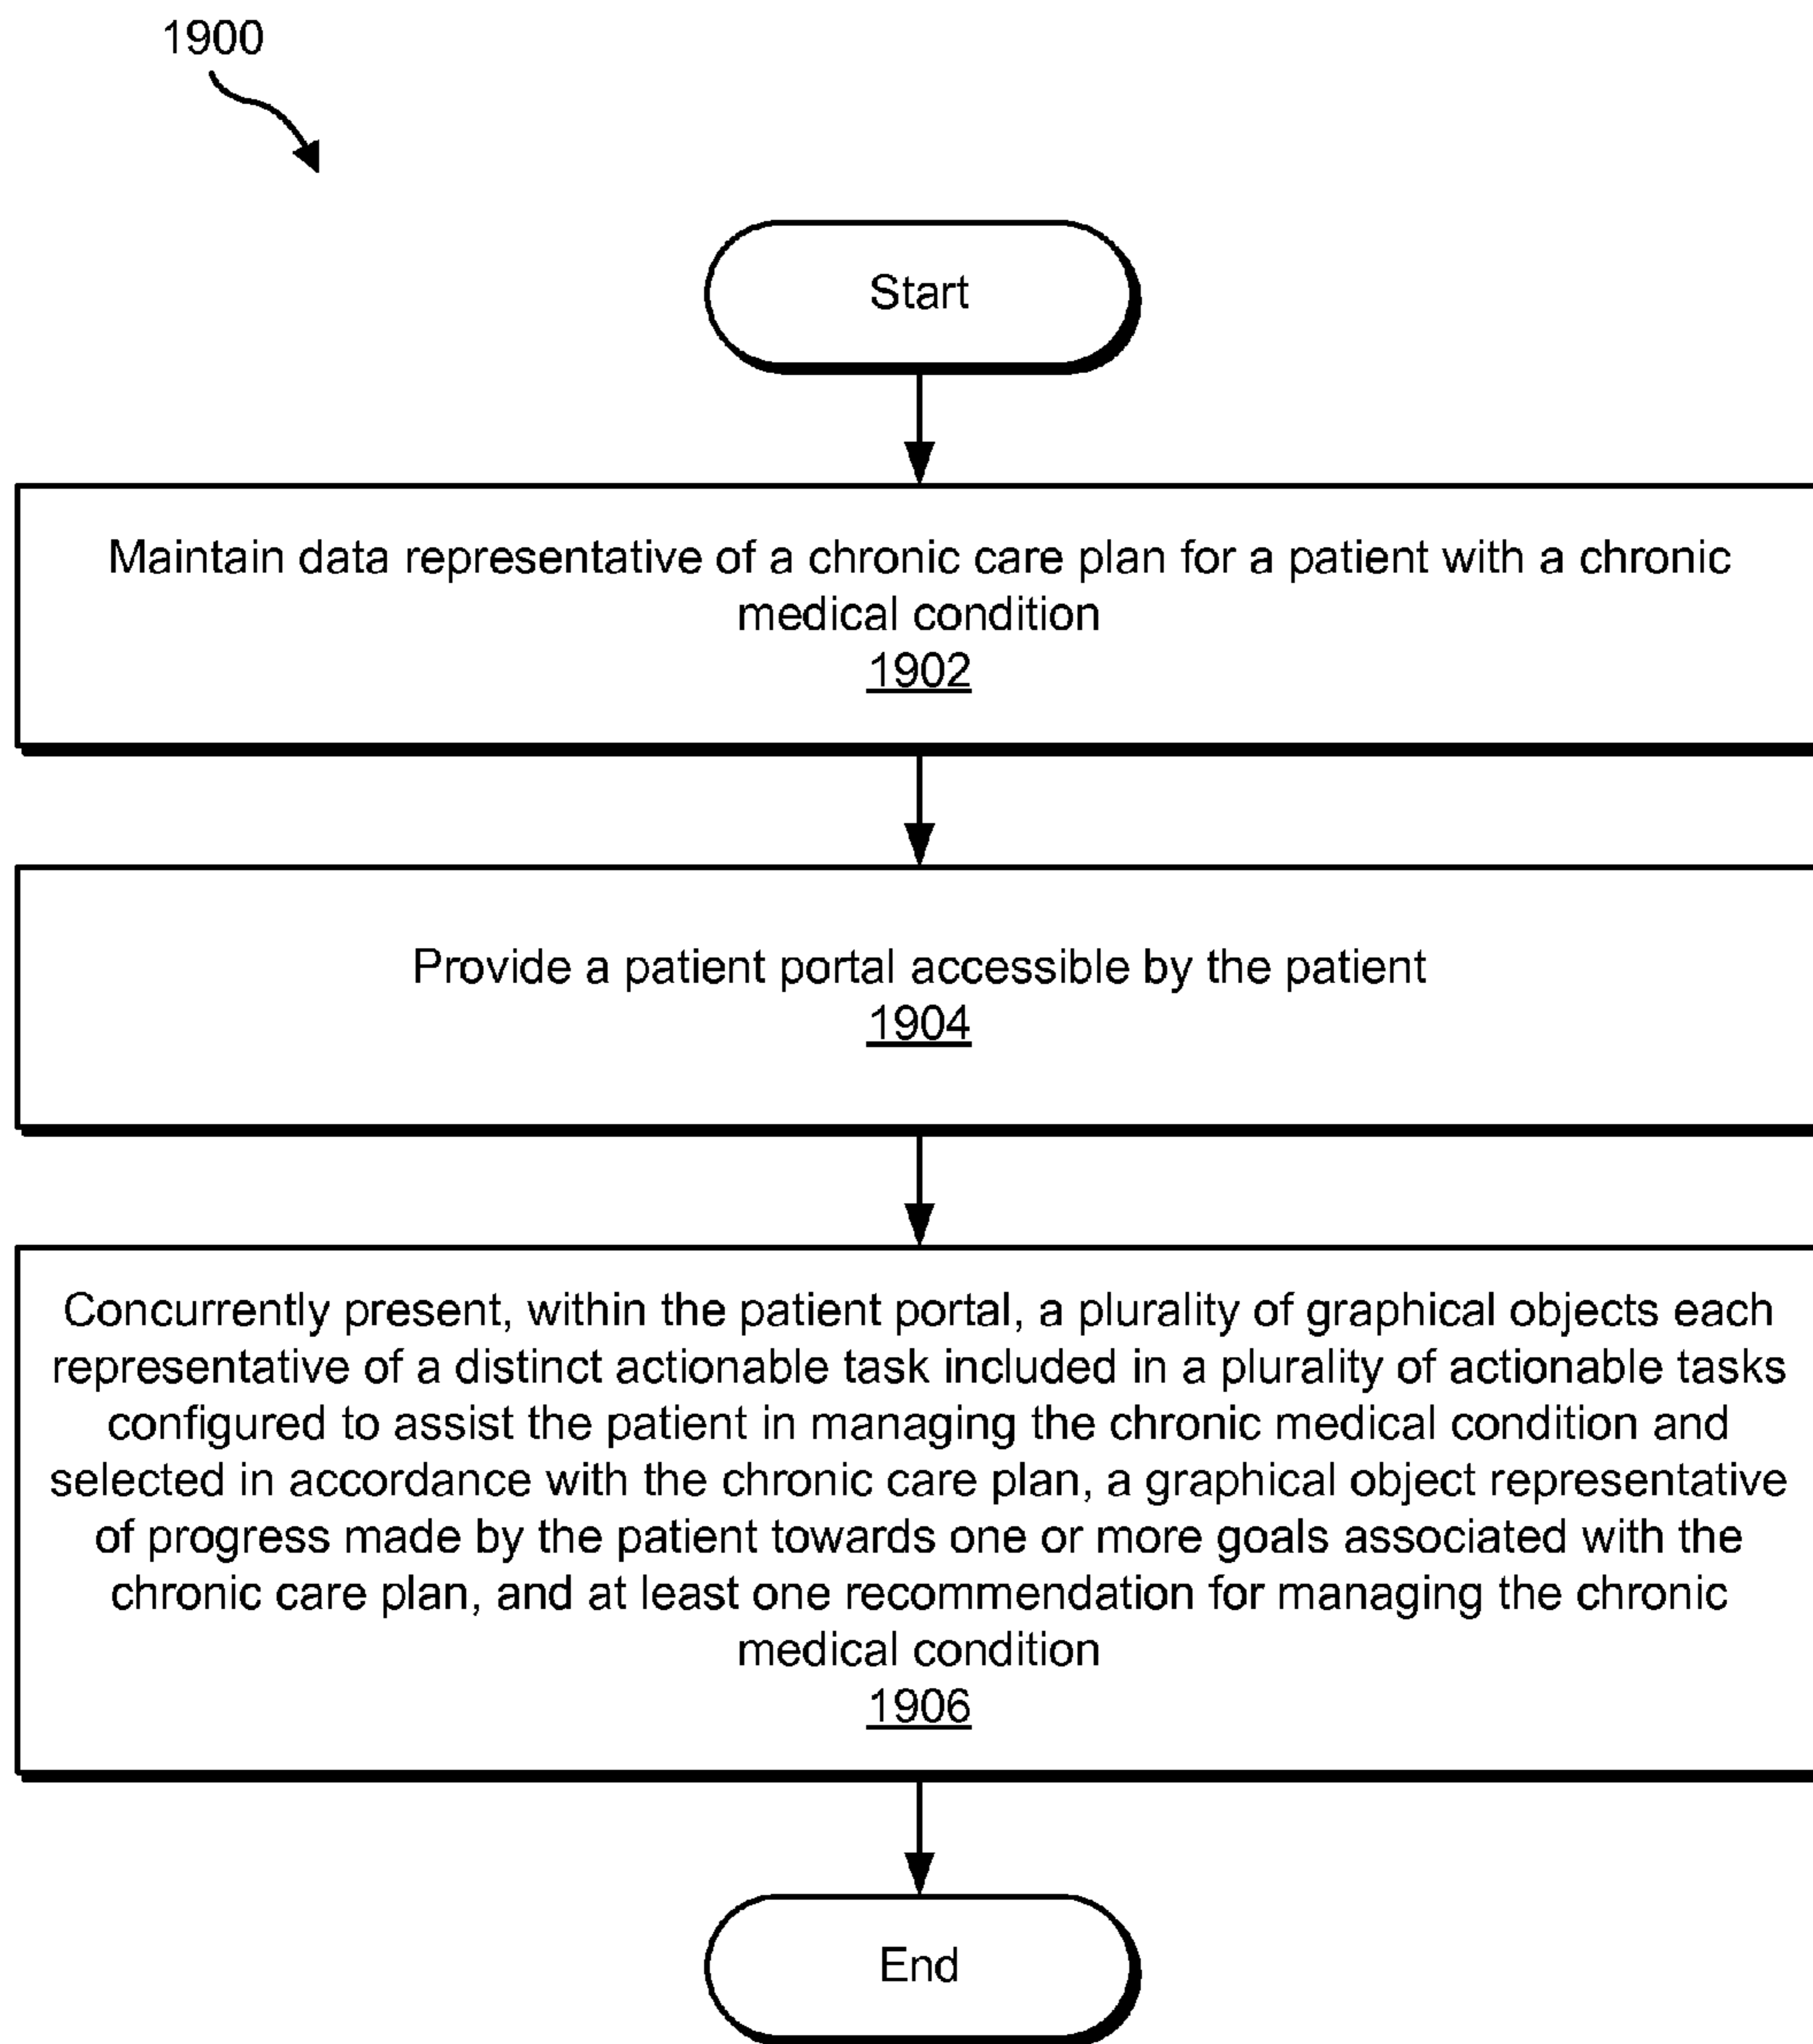 1900
Start
Maintain data representative of a chronic care plan for a patient with a chronic
medical condition
1902
Provide a patient portal accessible by the patient
1904
Concurrently present, within the patient portal, a plurality of graphical objects each
representative of a distinct actionable task included in a plurality of actionable tasks
configured to assist the patient in managing the chronic medical condition and
selected in accordance with the chronic care plan, a graphical object representative
of progress made by the patient towards one or more goals associated with the
chronic care plan, and at least one recommendation for managing the chronic
medical condition
1906
End